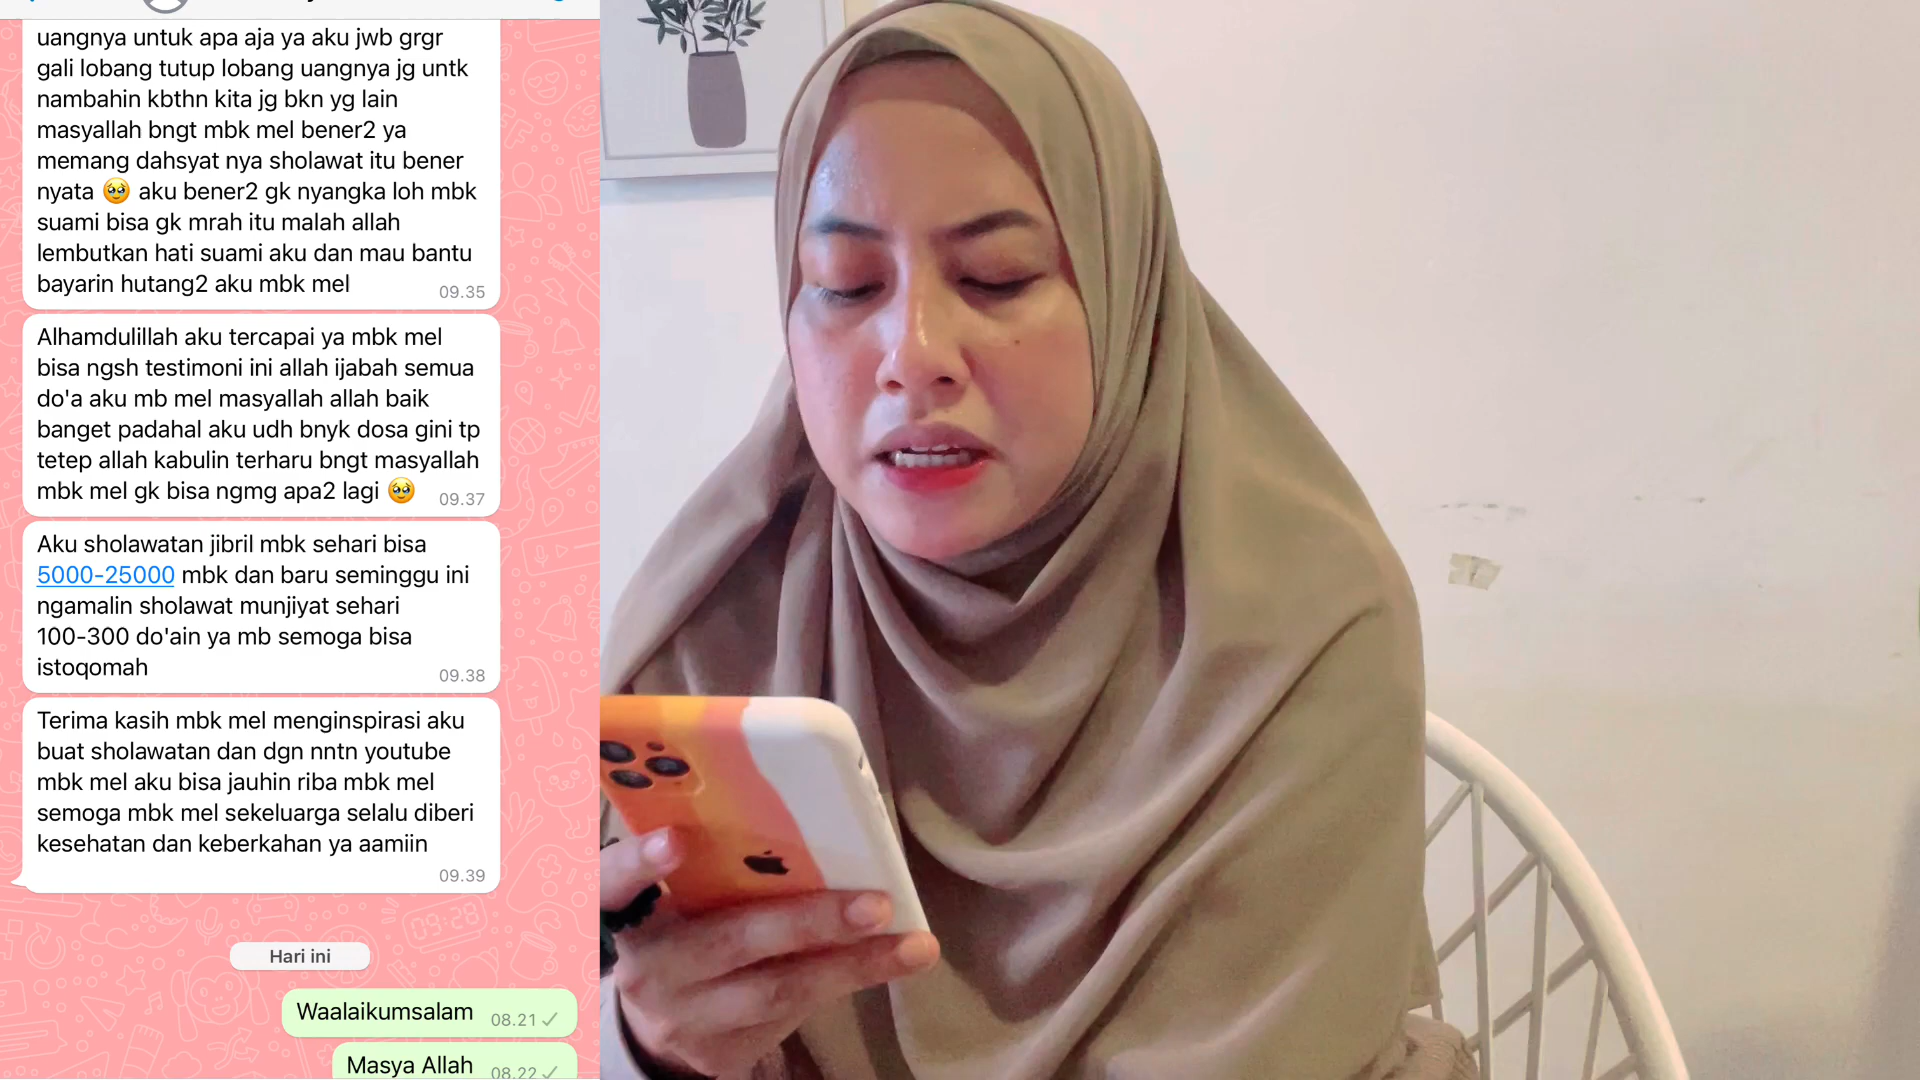 uangnya untuk apa aja ya aku jwb grgr
gali lobang tutup lobang uangnya jg untk
nambahin kbthn kita jg bkn yg lain
masyallah bngt mbk mel bener2 ya
memang dahsyat nya sholawat itu bener
nyata 🥹 aku bener2 gk nyangka loh mbk
suami bisa gk mrah itu malah allah
lembutkan hati suami aku dan mau bantu
bayarin hutang2 aku mbk mel
09.35
Alhamdulillah aku tercapai ya mbk mel
bisa ngsh testimoni ini allah ijabah semua
do'a aku mb mel masyallah allah baik
banget padahal aku udh bnyk dosa gini tp
tetep allah kabulin terharu bngt masyallah
mbk mel gk bisa ngmg apa2 lagi 🥹
09.37
Aku sholawatan jibril mbk sehari bisa
5000-25000 mbk dan baru seminggu ini
ngamalin sholawat munjiyat sehari
100-300 do'ain ya mb semoga bisa
istoqomah
09.38
Terima kasih mbk mel menginspirasi aku
buat sholawatan dan dgn nntn youtube
mbk mel aku bisa jauhin riba mbk mel
semoga mbk mel sekeluarga selalu diberi
kesehatan dan keberkahan ya aamiin
09.39
Hari ini
Waalaikumsalam 08.21
Masya Allah 08.22